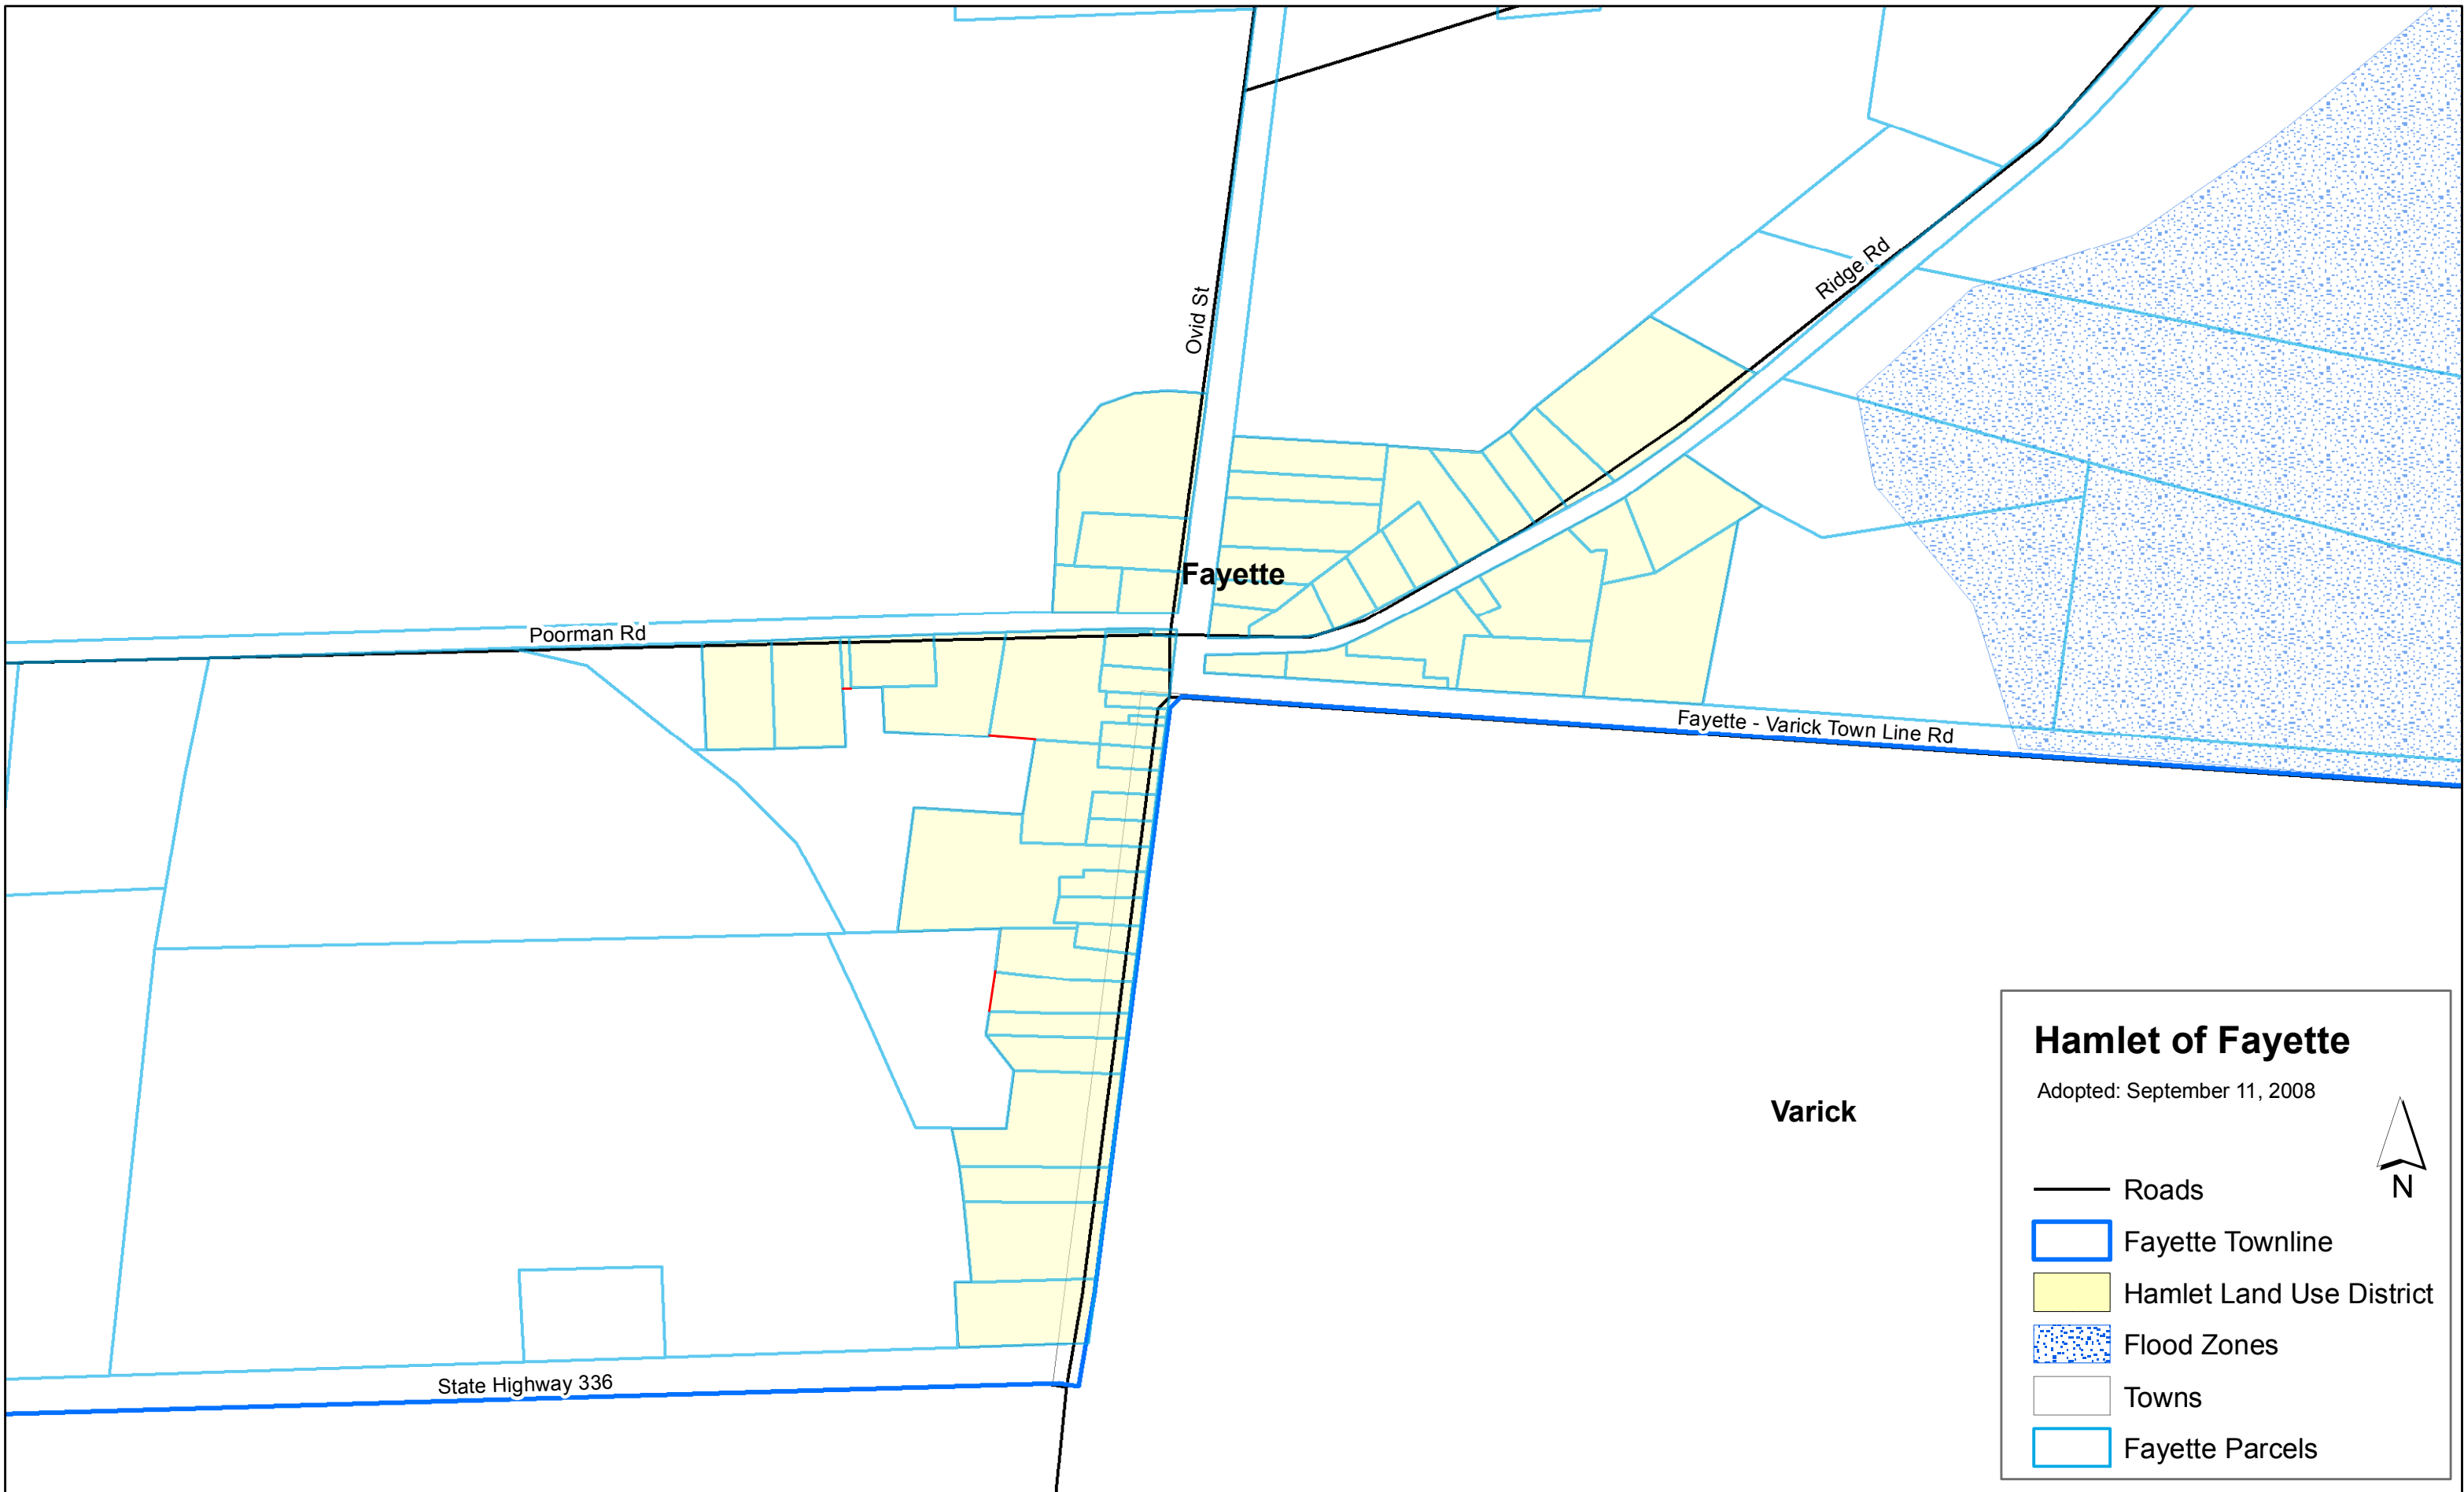 Ridge Rd
Ovid St
Fayette
Poorman Rd
Fayette - Varick Town Line Rd
Varick
State Highway 336
Hamlet of Fayette
Adopted: September 11, 2008
N
Roads
Fayette Townline
Hamlet Land Use District
Flood Zones
Towns
Fayette Parcels